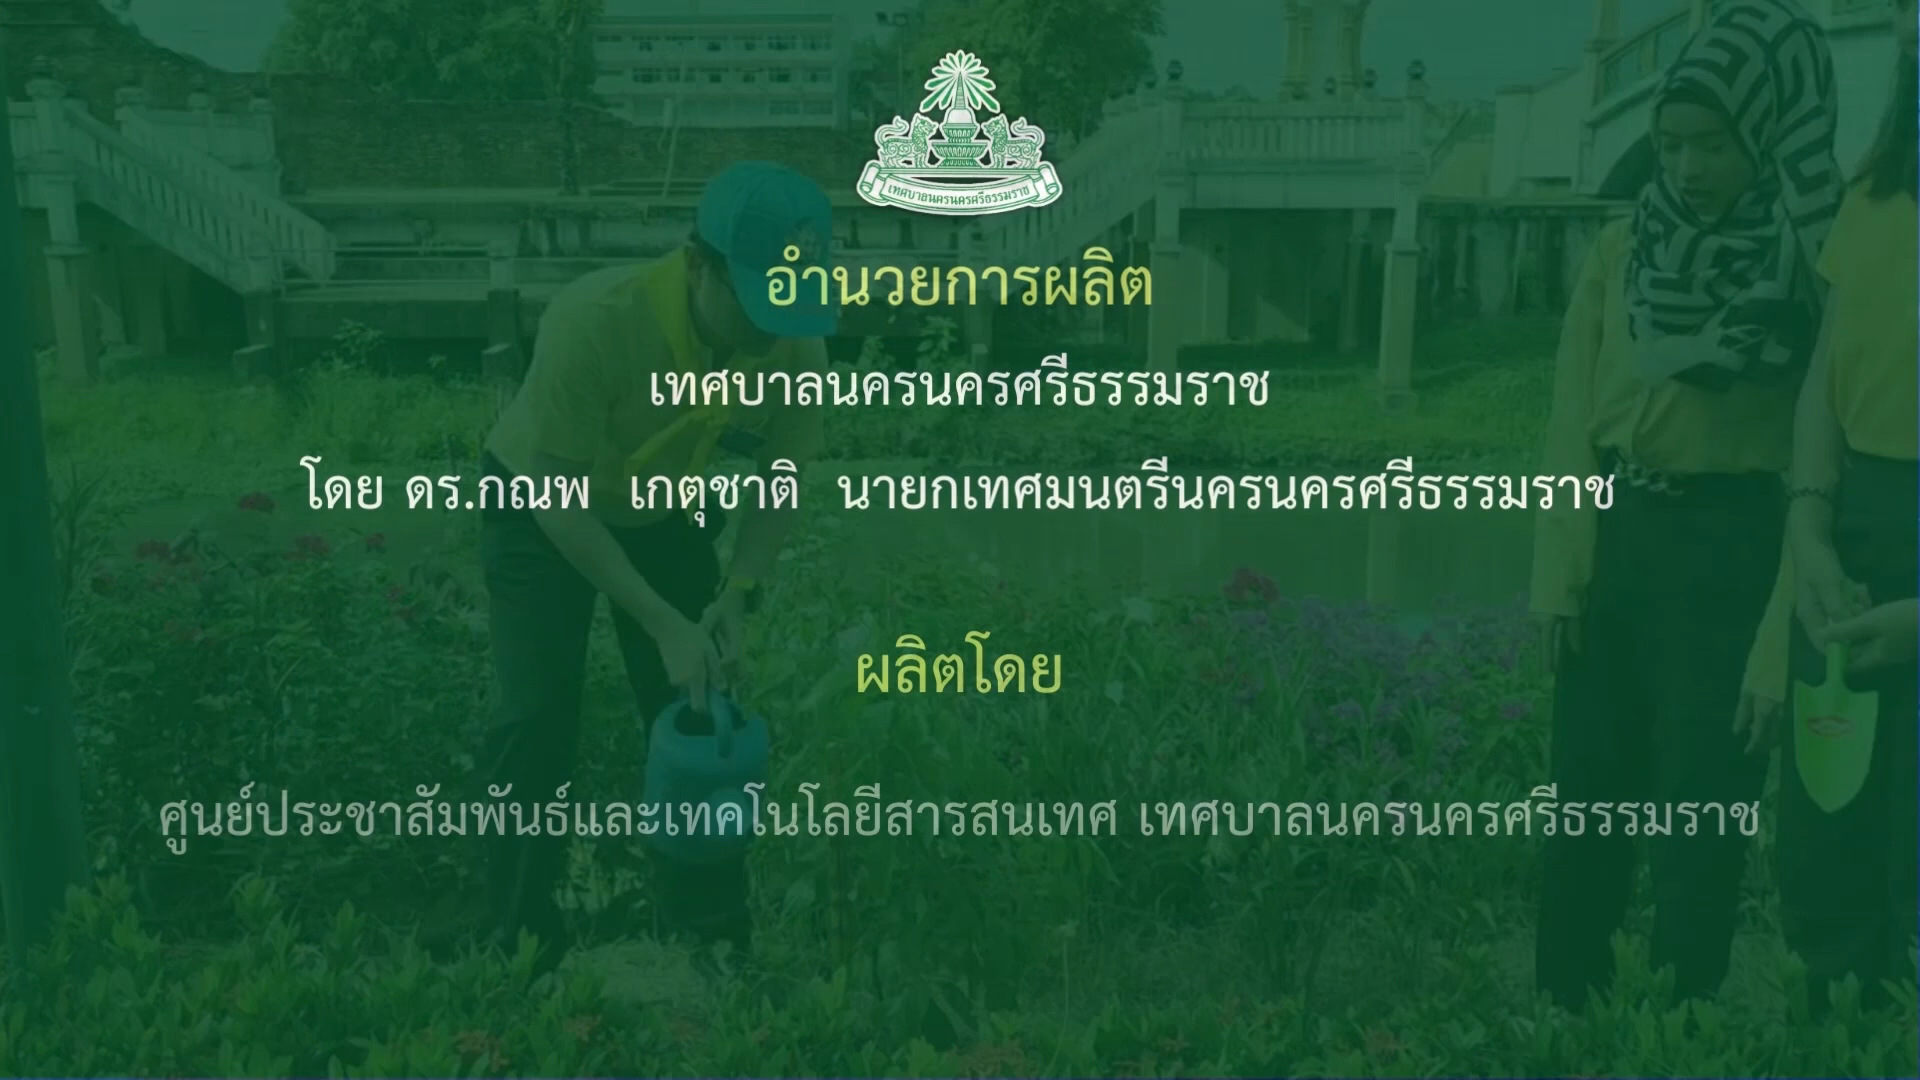 เทศบาลนครนครศรีธรรมราช
อำนวยการผลิต
เทศบาลนครนครศรีธรรมราช
โดย ดร.กณพ เกตุชาติ นายกเทศมนตรีนครนครศรีธรรมราช
ผลิตโดย
ศูนย์ประชาสัมพันธ์และเทคโนโลยีสารสนเทศ เทศบาลนครนครศรีธรรมราช